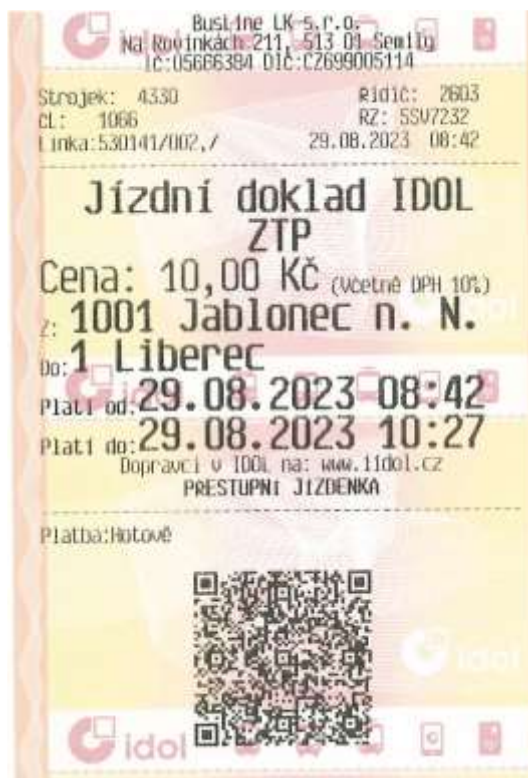 BusLine LK s.r.o.
Na Rovinkách 211, 513 01 Semily
IČ:05666384 DIČ:CZ699005114
Strojek: 4330 Řidič: 2603
ČL: 1066 RZ: 5SV7232
Linka:530141/002,/ 29.08.2023 08:42
Jízdní doklad IDOL
ZTP
Cena: 10,00 Kč (Včetně DPH 10%)
Z: 1001 Jablonec n. N.
Do: 1 Liberec
Platí od: 29.08.2023 08:42
Platí do: 29.08.2023 10:27
Dopravci v IDOL na: www.iidol.cz
PŘESTUPNÍ JÍZDENKA
Platba:Hotově
idol
idol